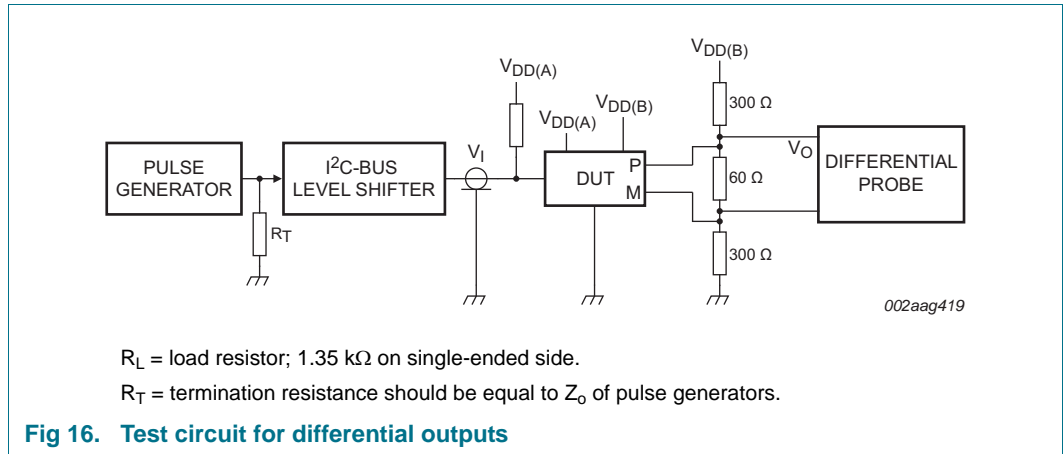 VDD(B)
VDD(A)
300 Ω
VDD(B)
VDD(A)
VI
VO
PULSE
GENERATOR
I2C-BUS
LEVEL SHIFTER
DUT
P
M
60 Ω
DIFFERENTIAL
PROBE
RT
300 Ω
002aag419
RL = load resistor; 1.35 kΩ on single-ended side.
RT = termination resistance should be equal to Zo of pulse generators.
Fig 16. Test circuit for differential outputs